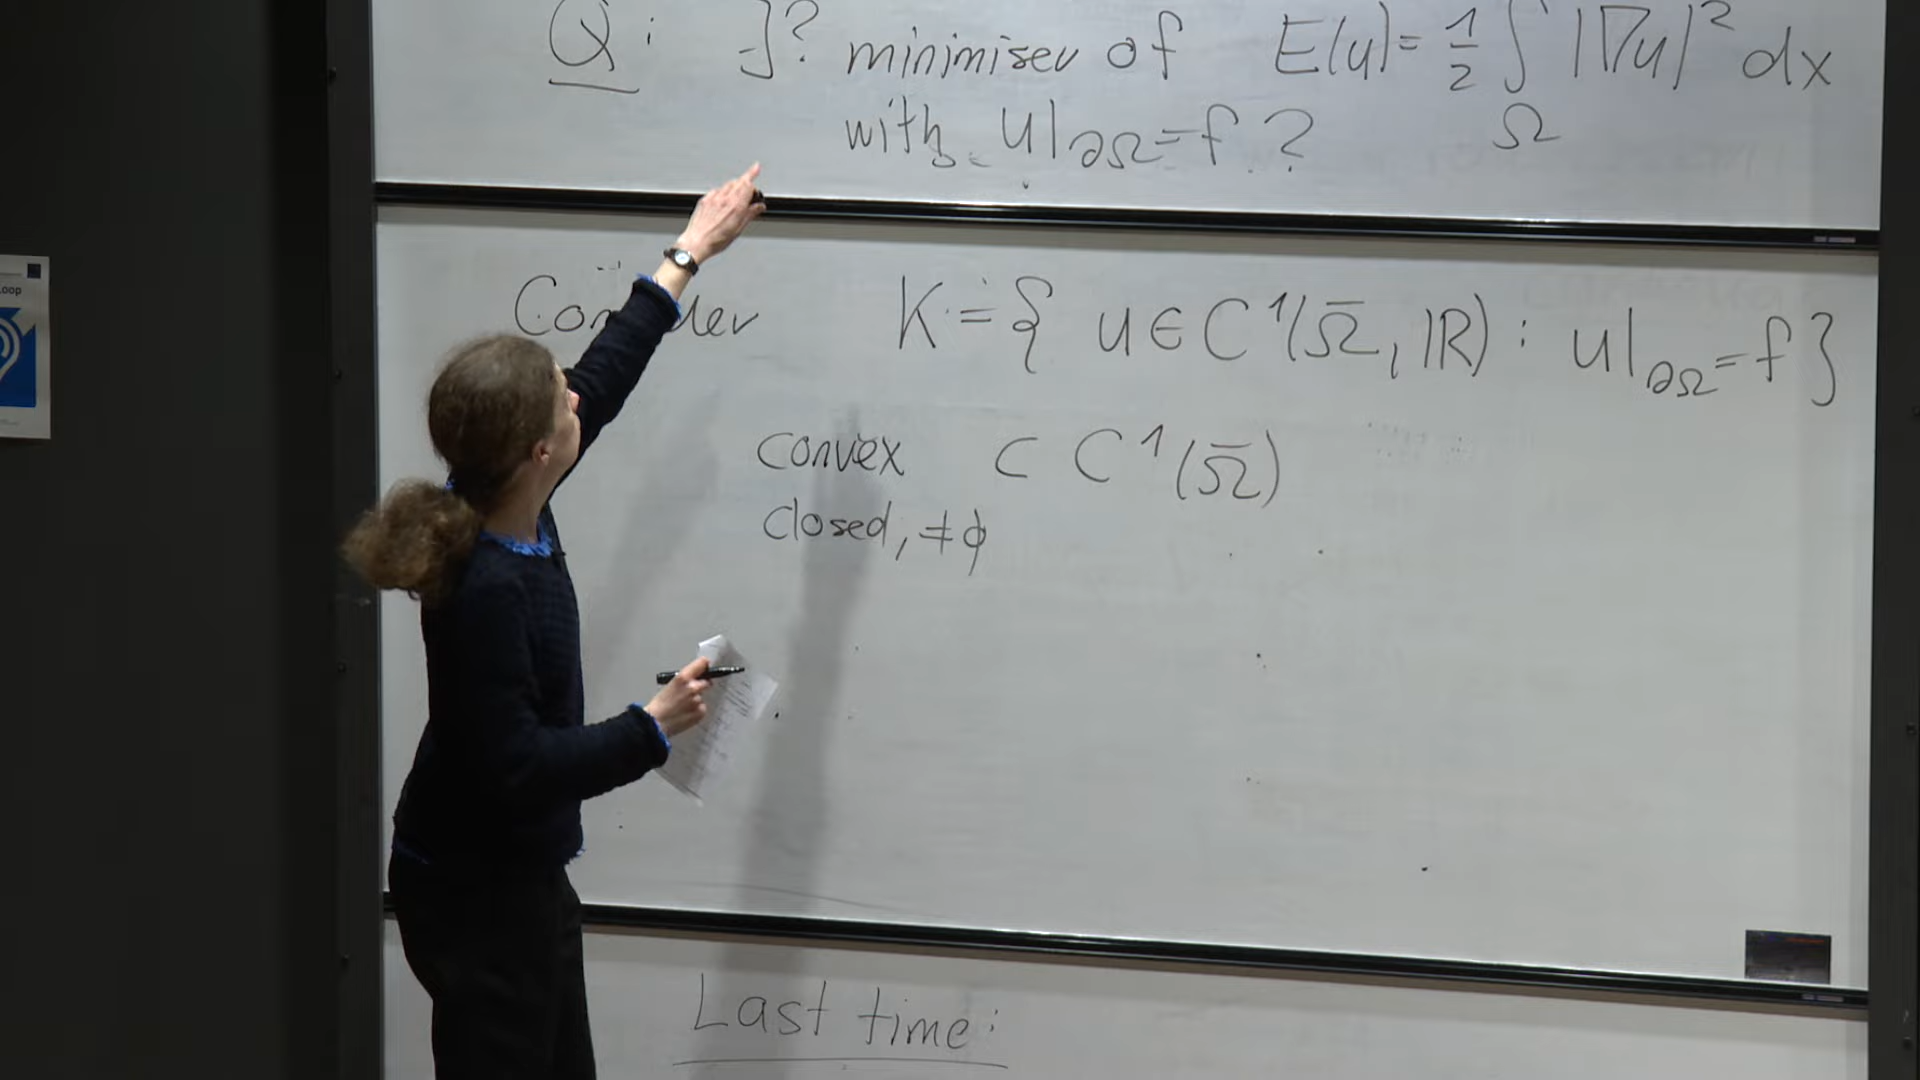 Q: ∃? minimiser of E(u)=1/2 ∫_Ω |∇u|² dx
with u|∂Ω=f ?
Consider K:={ u∈C¹(Ω̄, ℝ) : u|∂Ω=f }
convex ⊂ C¹(Ω̄)
closed, ≠ϕ
Last time: